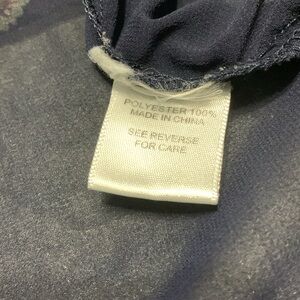 POLYESTER 100%
MADE IN CHINA
SEE REVERSE
FOR CARE